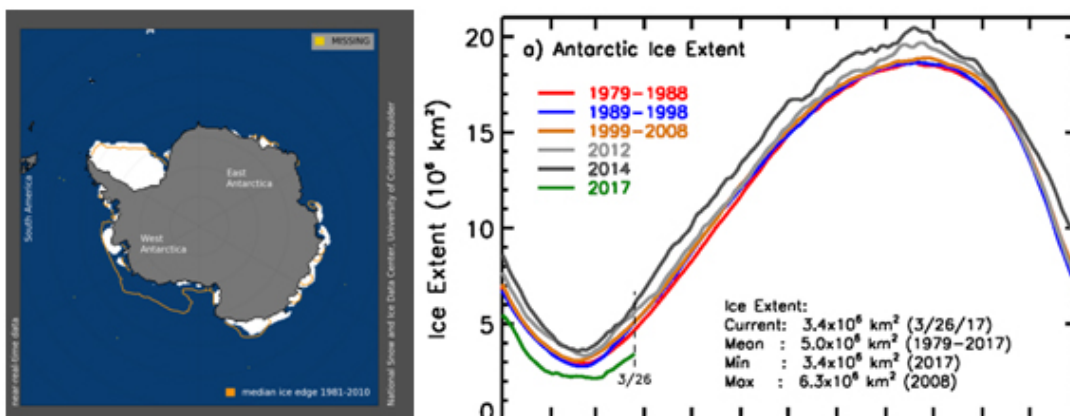 MISSING
East
Antarctica
West
Antarctica
South America
near real time data
National Snow and Ice Data Center, University of Colorado Boulder
median ice edge 1981-2010
a) Antarctic Ice Extent
1979-1988
1989-1998
1999-2008
2012
2014
2017
Ice Extent (10⁶ km²)
20
15
10
5
0
3/26
Ice Extent:
Current: 3.4x10⁶ km² (3/26/17)
Mean : 5.0x10⁶ km² (1979-2017)
Min : 3.4x10⁶ km² (2017)
Max : 6.3x10⁶ km² (2008)